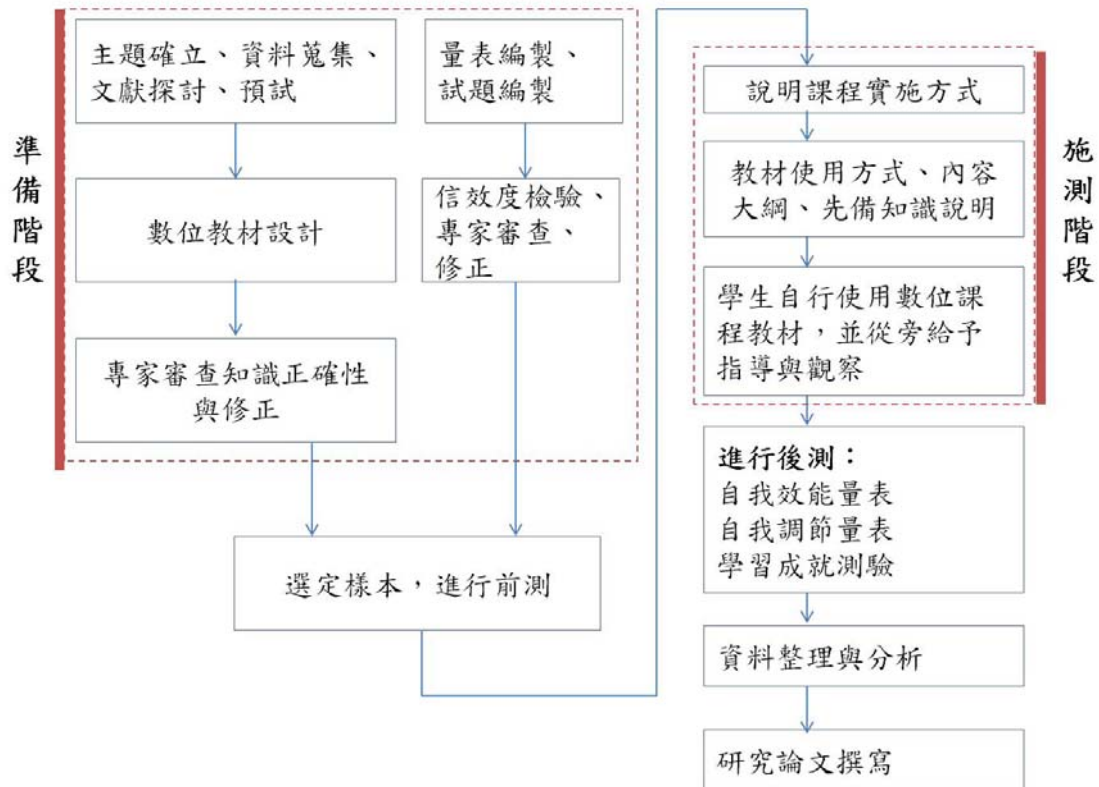 準備階段
主題確立、資料蒐集、
文獻探討、預試
量表編製、
試題編製
數位教材設計
信效度檢驗、
專家審查、
修正
專家審查知識正確性
與修正
選定樣本，進行前測
施測階段
說明課程實施方式
教材使用方式、內容
大綱、先備知識說明
學生自行使用數位課
程教材，並從旁給予
指導與觀察
進行後測：
自我效能量表
自我調節量表
學習成就測驗
資料整理與分析
研究論文撰寫